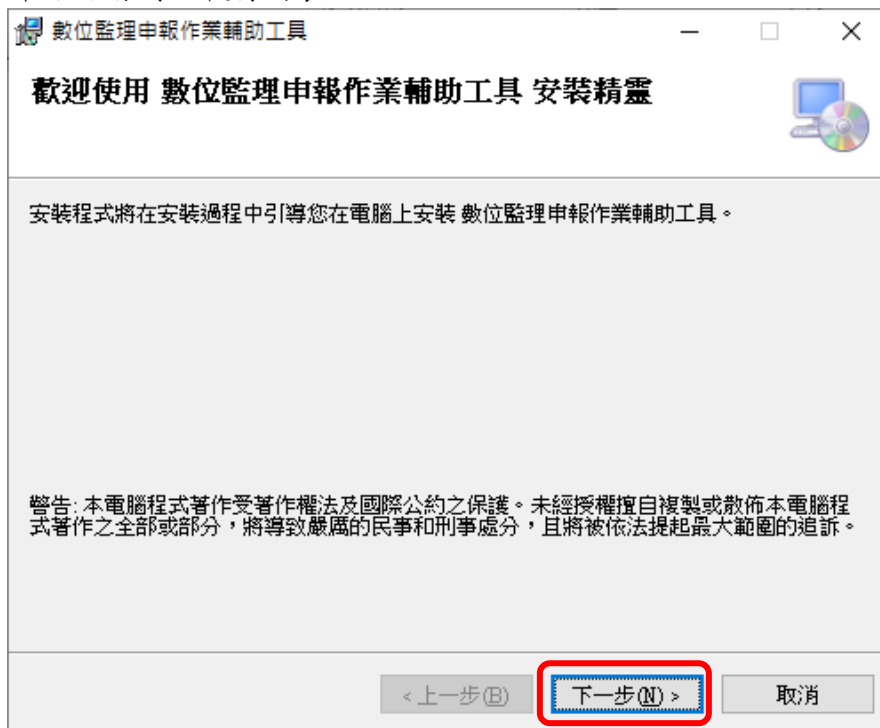 數位監理申報作業輔助工具
歡迎使用 數位監理申報作業輔助工具 安裝精靈
安裝程式將在安裝過程中引導您在電腦上安裝 數位監理申報作業輔助工具。
警告: 本電腦程式著作受著作權法及國際公約之保護。未經授權擅自複製或散佈本電腦程
式著作之全部或部分，將導致嚴厲的民事和刑事處分，且將被依法提起最大範圍的追訴。
< 上一步(B)
下一步(N) >
取消